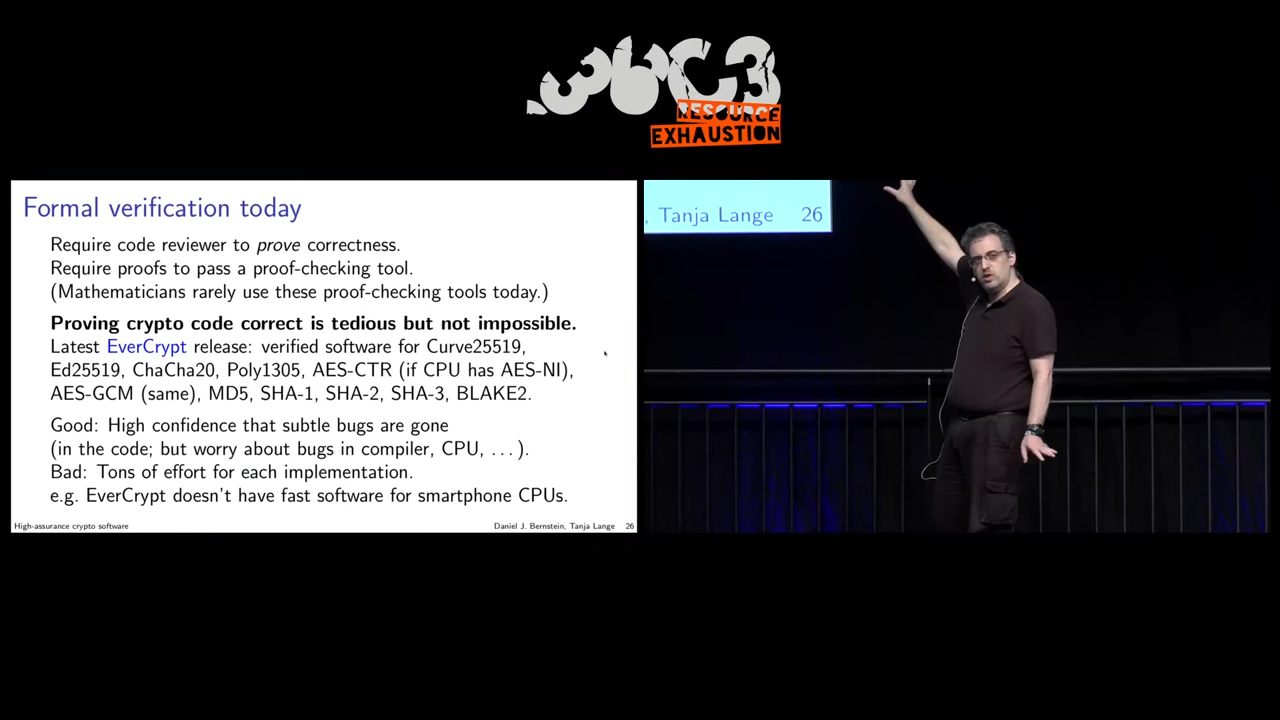 36C3
RESOURCE
EXHAUSTION
Formal verification today
Require code reviewer to prove correctness.
Require proofs to pass a proof-checking tool.
(Mathematicians rarely use these proof-checking tools today.)
Proving crypto code correct is tedious but not impossible.
Latest EverCrypt release: verified software for Curve25519,
Ed25519, ChaCha20, Poly1305, AES-CTR (if CPU has AES-NI),
AES-GCM (same), MD5, SHA-1, SHA-2, SHA-3, BLAKE2.
Good: High confidence that subtle bugs are gone
(in the code; but worry about bugs in compiler, CPU, . . . ).
Bad: Tons of effort for each implementation.
e.g. EverCrypt doesn't have fast software for smartphone CPUs.
High-assurance crypto software
Daniel J. Bernstein, Tanja Lange 26
, Tanja Lange 26